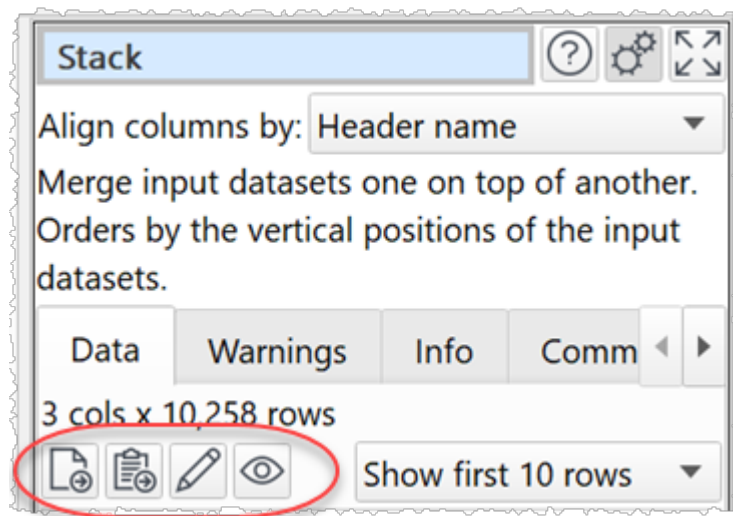 Stack
Align columns by: Header name
Merge input datasets one on top of another.
Orders by the vertical positions of the input
datasets.
Data Warnings Info Comm
3 cols x 10,258 rows
Show first 10 rows